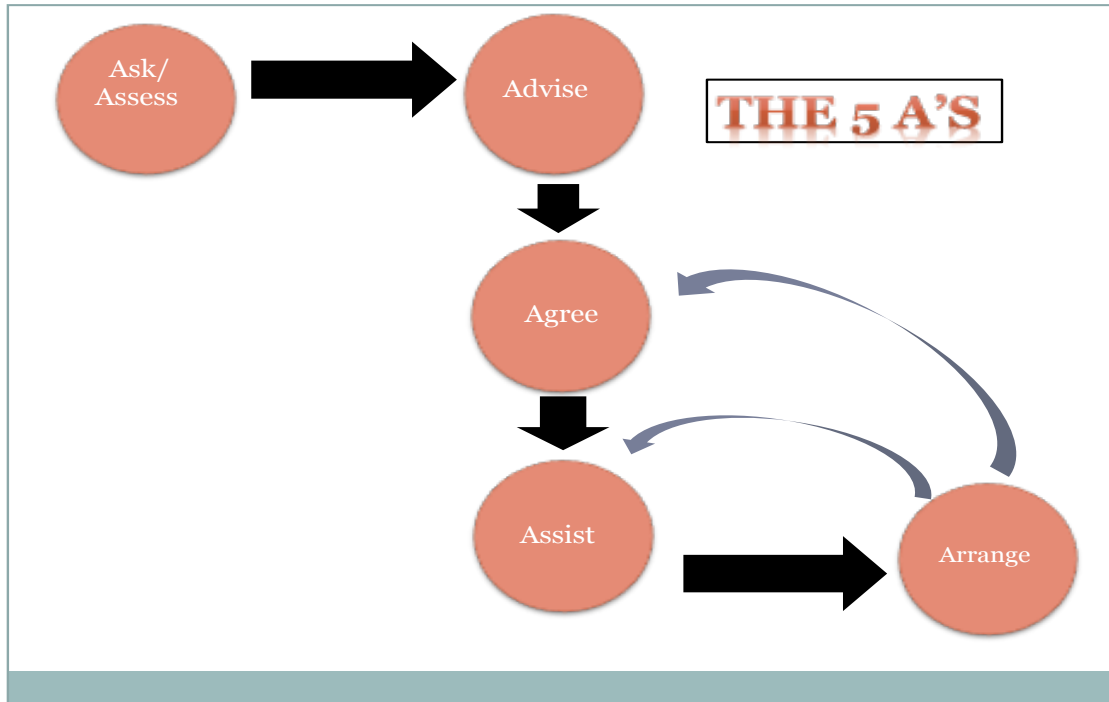 Ask/
Assess
Advise
THE 5 A'S
Agree
Assist
Arrange